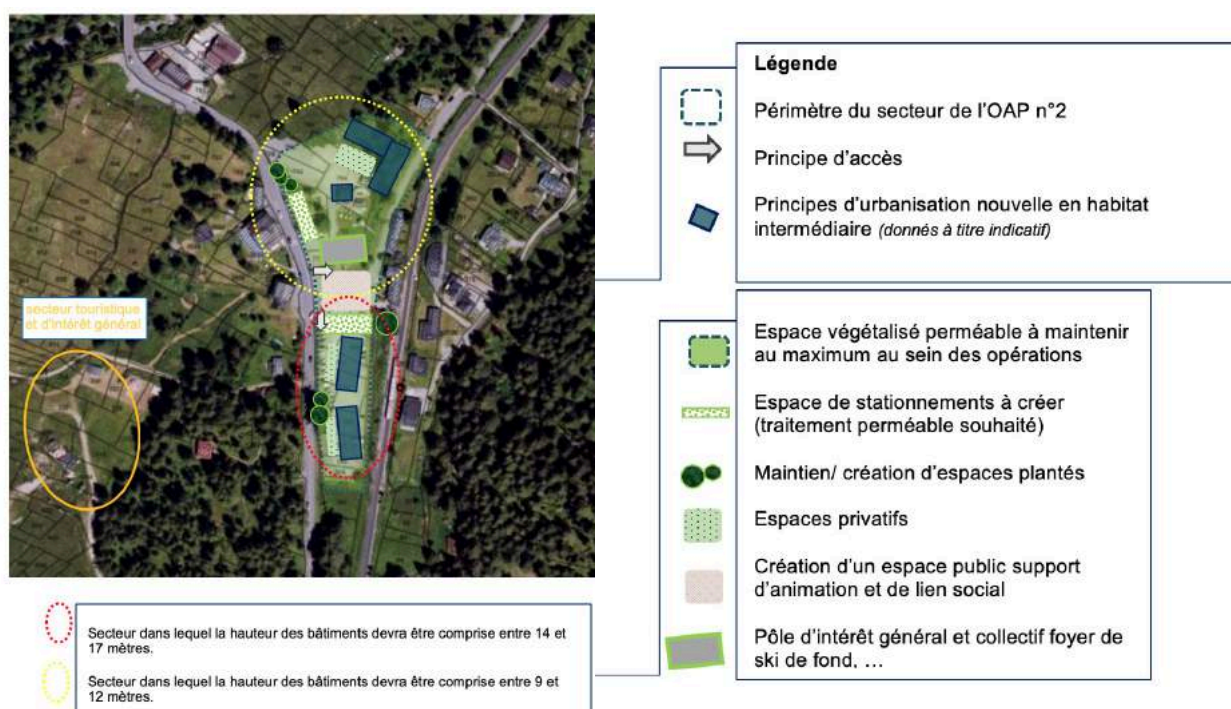 secteur touristique
et d'intérêt général
Légende
Périmètre du secteur de l'OAP n°2
Principe d'accès
Principes d'urbanisation nouvelle en habitat
intermédiaire (donnés à titre indicatif)
Espace végétalisé perméable à maintenir
au maximum au sein des opérations
Espace de stationnements à créer
(traitement perméable souhaité)
Maintien/ création d'espaces plantés
Espaces privatifs
Création d'un espace public support
d'animation et de lien social
Pôle d'intérêt général et collectif foyer de
ski de fond, …
Secteur dans lequel la hauteur des bâtiments devra être comprise entre 14 et
17 mètres.
Secteur dans lequel la hauteur des bâtiments devra être comprise entre 9 et
12 mètres.